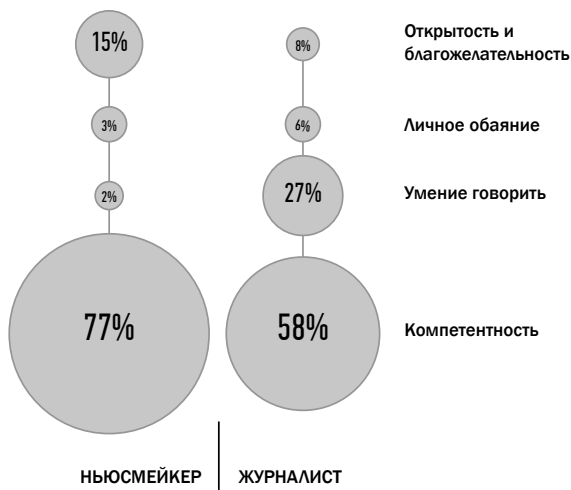 15%
8%
Открытость и
благожелательность
3%
6%
Личное обаяние
2%
27%
Умение говорить
77%
58%
Компетентность
НЬЮСМЕЙКЕР
ЖУРНАЛИСТ